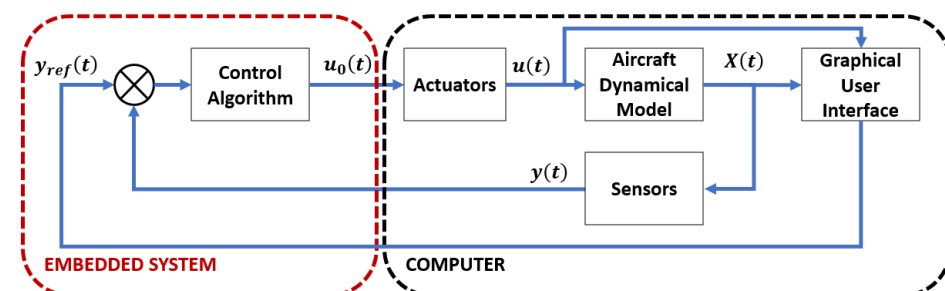 y_ref(t)
Control
Algorithm
u_0(t)
Actuators
u(t)
Aircraft
Dynamical
Model
X(t)
Graphical
User
Interface
y(t)
Sensors
EMBEDDED SYSTEM
COMPUTER